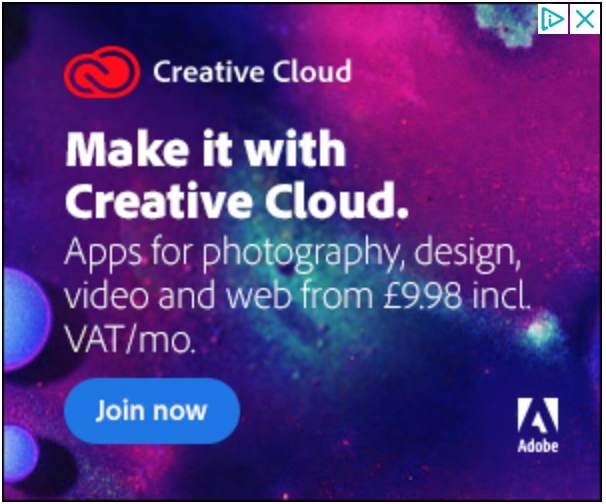 Creative Cloud
Make it with
Creative Cloud.
Apps for photography, design,
video and web from £9.98 incl.
VAT/mo.
Join now
Adobe